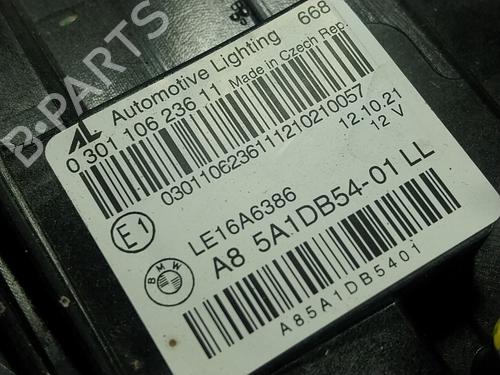 B-PARTS
AL Automotive Lighting 668
0 301 106 236 11 Made in Czech Rep.
0301106236111210210057
12.10.21
12 V
E1
LE16A6386
BMW
A8 5A1DB54-01 LL
A85A1DB5401